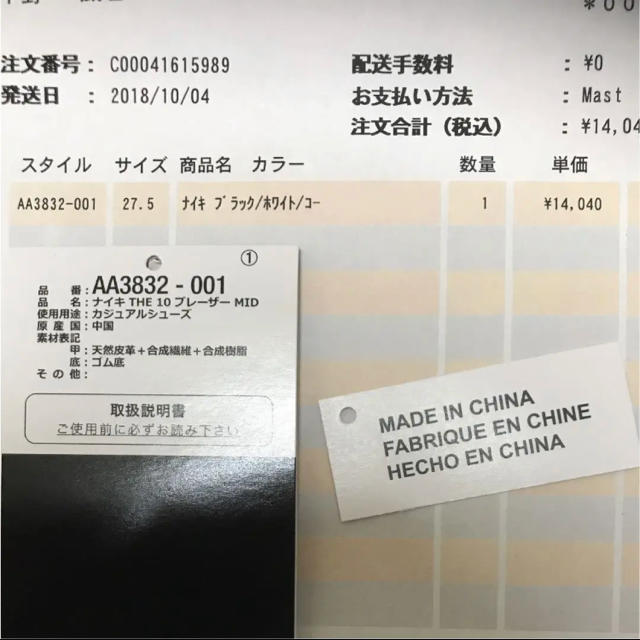 注文番号： C00041615989
配送手数料 ： ¥0
発送日 ： 2018/10/04
お支払い方法 ： Mast
注文合計（税込） ： ¥14,04
スタイル サイズ 商品名 カラー 数量 単価
AA3832-001 27.5 ﾅｲｷ ﾌﾞﾗｯｸ/ﾎﾜｲﾄ/ｺｰ 1 ¥14,040
①
品 番：AA3832-001
品 名：ナイキ THE 10 ブレーザー MID
使用用途：カジュアルシューズ
原 産 国：中国
素材表記
甲：天然皮革＋合成繊維＋合成樹脂
底：ゴム底
そ の 他：
取扱説明書
ご使用前に必ずお読み下さい
MADE IN CHINA
FABRIQUE EN CHINE
HECHO EN CHINA